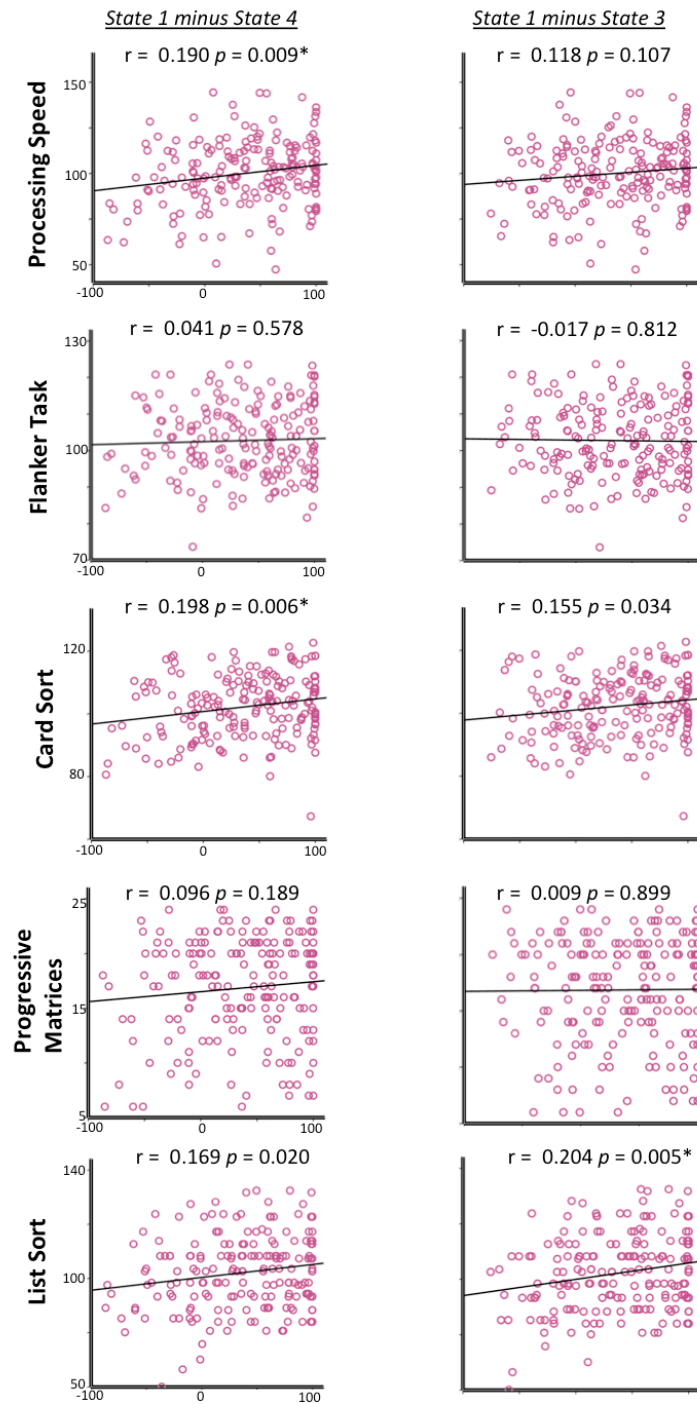 State 1 minus State 4
State 1 minus State 3
Processing Speed
r = 0.190 p = 0.009*
r = 0.118 p = 0.107
150
100
50
-100 0 100
Flanker Task
r = 0.041 p = 0.578
r = -0.017 p = 0.812
130
100
70
-100 0 100
Card Sort
r = 0.198 p = 0.006*
r = 0.155 p = 0.034
120
80
-100 0 100
Progressive
Matrices
r = 0.096 p = 0.189
r = 0.009 p = 0.899
25
15
5
-100 0 100
List Sort
r = 0.169 p = 0.020
r = 0.204 p = 0.005*
140
100
50
-100 0 100